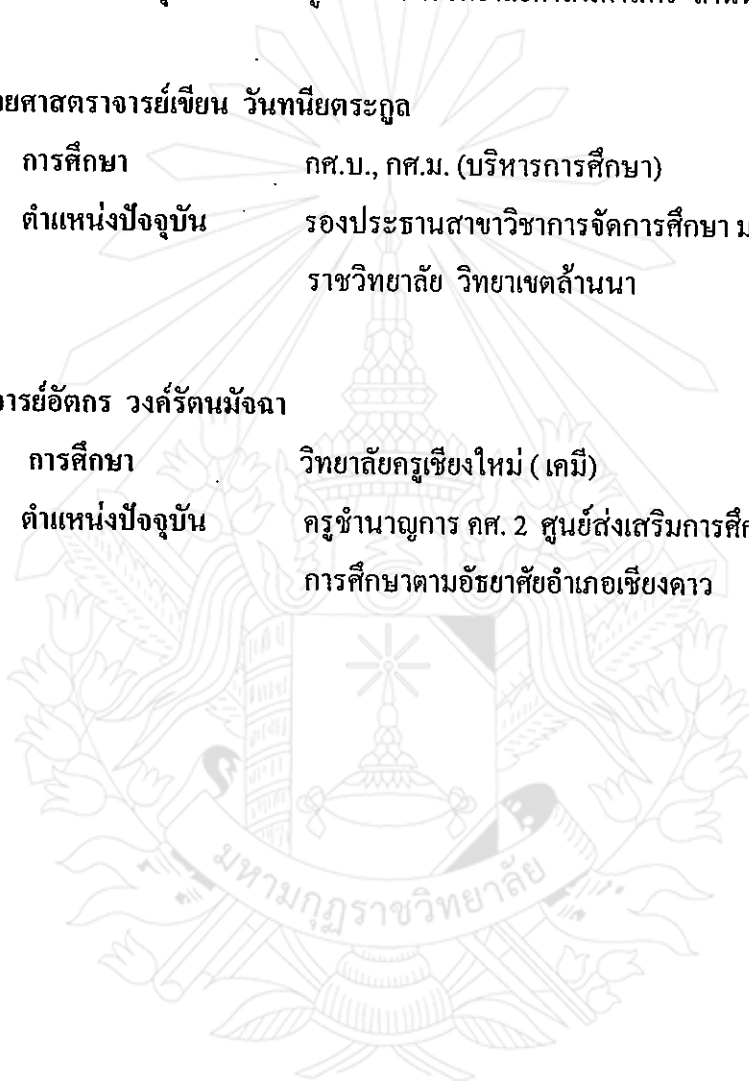 ยศาสตราจารย์เขียน วันทนียตระกูล
การศึกษา กศ.บ., กศ.ม. (บริหารการศึกษา)
ตำแหน่งปัจจุบัน รองประธานสาขาวิชาการจัดการศึกษา ม
ราชวิทยาลัย วิทยาเขตล้านนา
ารย์อัตกร วงค์รัตนมัจฉา
การศึกษา วิทยาลัยครูเชียงใหม่ ( เคมี)
ตำแหน่งปัจจุบัน ครูชำนาญการ คศ. 2 ศูนย์ส่งเสริมการศึก
การศึกษาตามอัธยาศัยอำเภอเชียงดาว
มหามกุฏราชวิทยาลัย